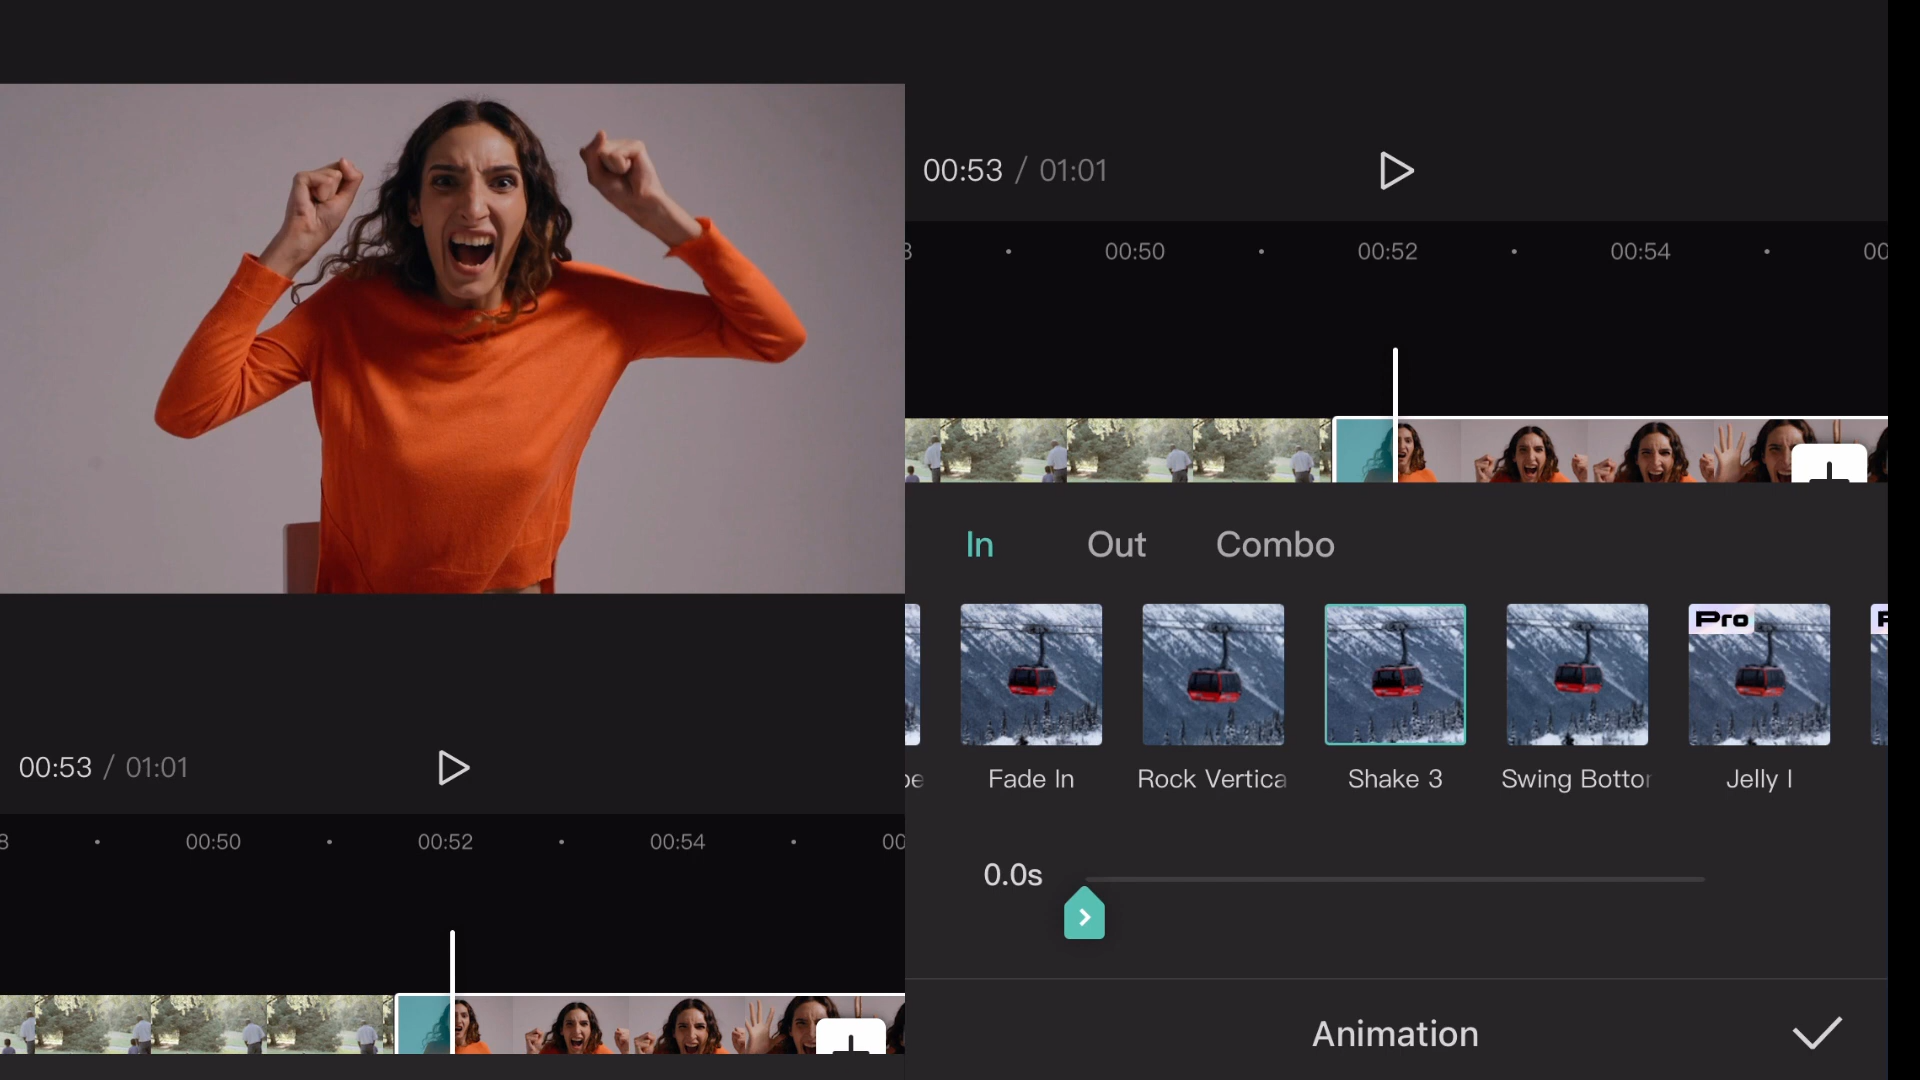 00:53 / 01:01
00:50
00:52
00:54
In
Out
Combo
Pro
Fade In
Rock Vertica
Shake 3
Swing Bottor
Jelly I
0.0s
Animation
00:53 / 01:01
00:50
00:52
00:54